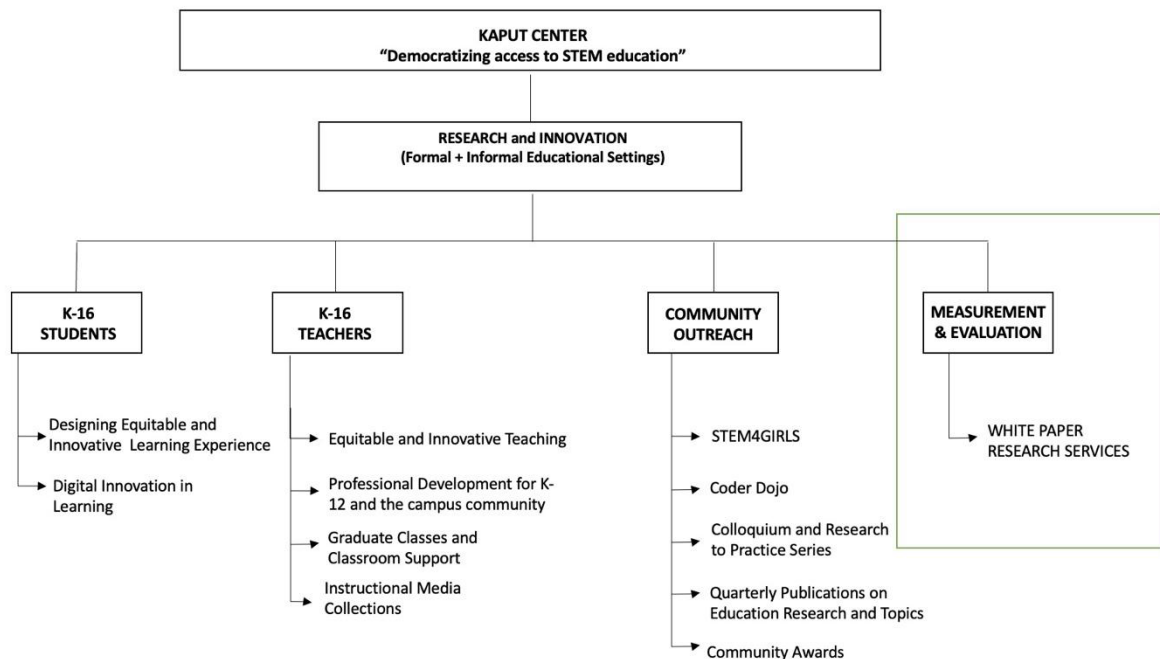 KAPUT CENTER
“Democratizing access to STEM education”
RESEARCH and INNOVATION
(Formal + Informal Educational Settings)
K-16
STUDENTS
Designing Equitable and
Innovative Learning Experience
Digital Innovation in
Learning
K-16
TEACHERS
Equitable and Innovative Teaching
Professional Development for K-
12 and the campus community
Graduate Classes and
Classroom Support
Instructional Media
Collections
COMMUNITY
OUTREACH
STEM4GIRLS
Coder Dojo
Colloquium and Research
to Practice Series
Quarterly Publications on
Education Research and Topics
Community Awards
MEASUREMENT
& EVALUATION
WHITE PAPER
RESEARCH SERVICES